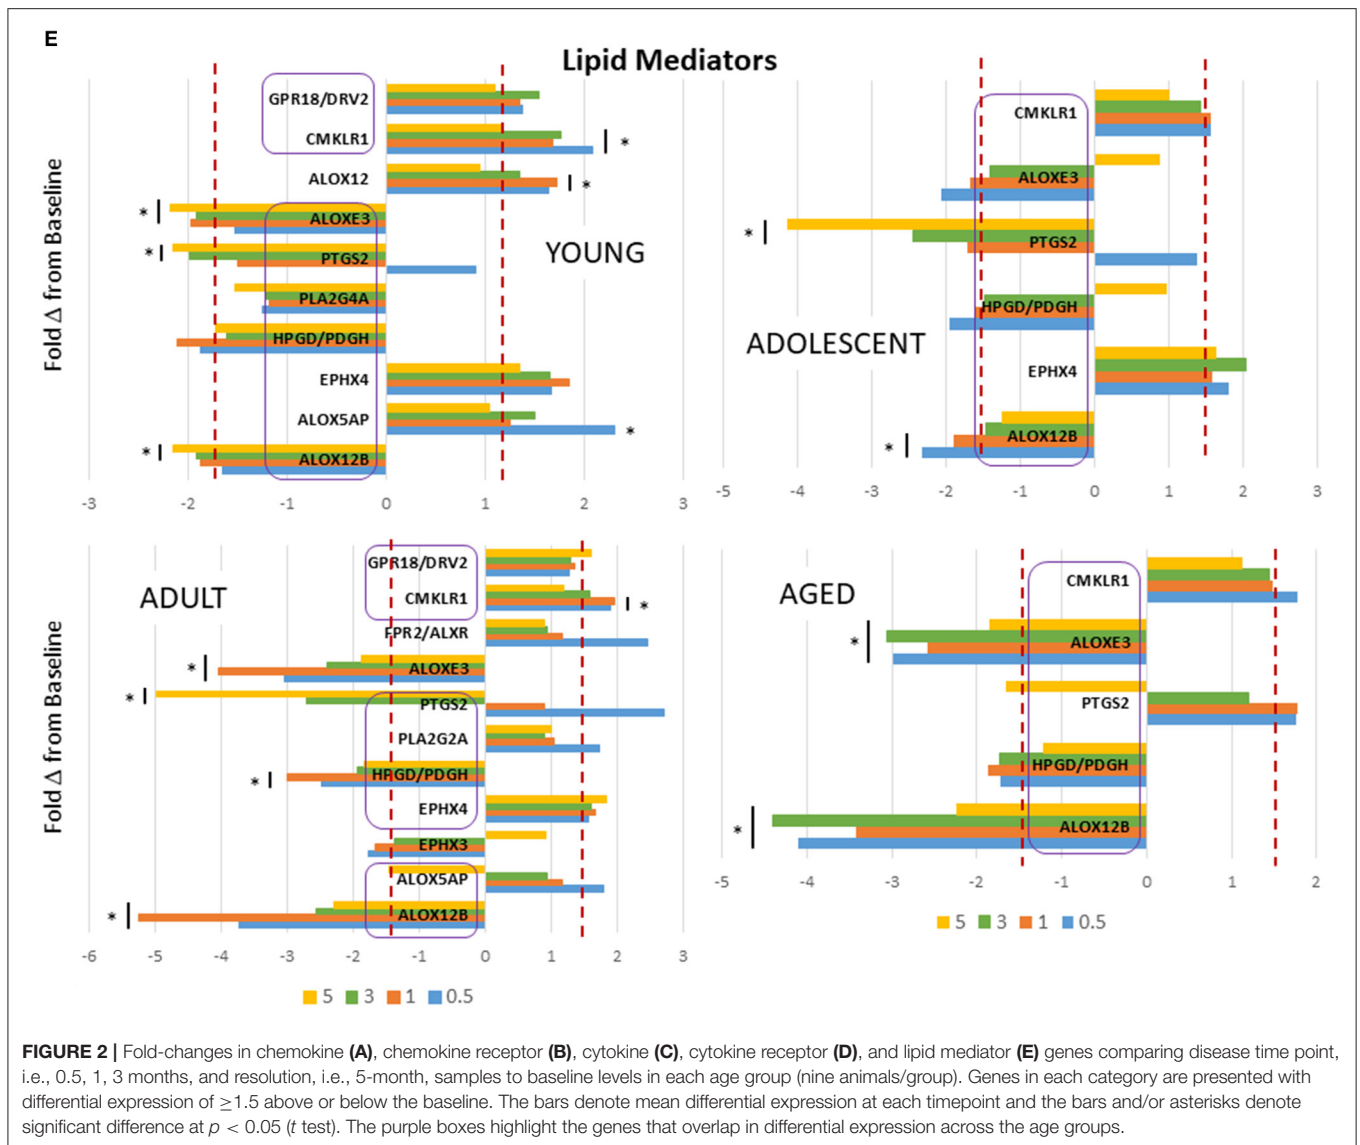 E
Lipid Mediators
Fold Δ from Baseline
GPR18/DRV2
CMKLR1
*
ALOX12
*
* ALOXE3
* PTGS2
YOUNG
PLA2G4A
HPGD/PDGH
EPHX4
ALOX5AP
*
* ALOX12B
-3 -2 -1 0 1 2 3
CMKLR1
ALOXE3
* PTGS2
HPGD/PDGH
ADOLESCENT
EPHX4
* ALOX12B
-5 -4 -3 -2 -1 0 1 2 3
Fold Δ from Baseline
ADULT
GPR18/DRV2
CMKLR1
*
FPR2/ALXR
* ALOXE3
* PTGS2
PLA2G2A
* HPGD/PDGH
EPHX4
EPHX3
ALOX5AP
* ALOX12B
-6 -5 -4 -3 -2 -1 0 1 2 3
5 3 1 0.5
AGED
CMKLR1
* ALOXE3
PTGS2
HPGD/PDGH
* ALOX12B
-5 -4 -3 -2 -1 0 1 2
5 3 1 0.5
FIGURE 2 | Fold-changes in chemokine (A), chemokine receptor (B), cytokine (C), cytokine receptor (D), and lipid mediator (E) genes comparing disease time point,
i.e., 0.5, 1, 3 months, and resolution, i.e., 5-month, samples to baseline levels in each age group (nine animals/group). Genes in each category are presented with
differential expression of ≥1.5 above or below the baseline. The bars denote mean differential expression at each timepoint and the bars and/or asterisks denote
significant difference at p < 0.05 (t test). The purple boxes highlight the genes that overlap in differential expression across the age groups.